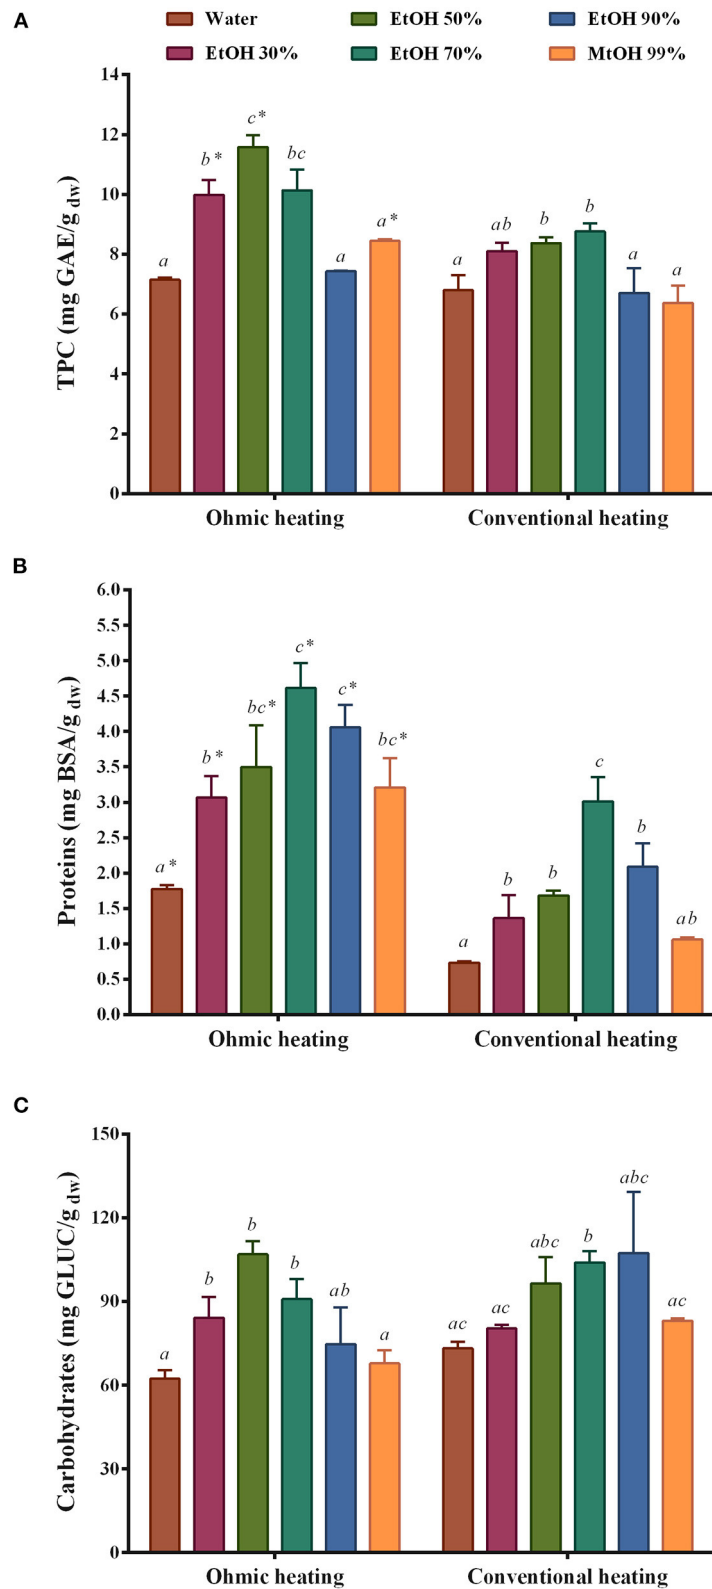 A
Water EtOH 50% EtOH 90%
EtOH 30% EtOH 70% MtOH 99%
TPC (mg GAE/g dw)
14
12
10
8
6
4
2
0
a b* c* bc a a*
a ab b b a a
Ohmic heating Conventional heating
B
Proteins (mg BSA/g dw)
6.0
5.5
5.0
4.5
4.0
3.5
3.0
2.5
2.0
1.5
1.0
0.5
0.0
a* b* bc* c* c* bc*
a b b c b ab
Ohmic heating Conventional heating
C
Carbohydrates (mg GLUC/g dw)
150
120
90
60
30
0
a b b b ab a
ac ac abc b abc ac
Ohmic heating Conventional heating